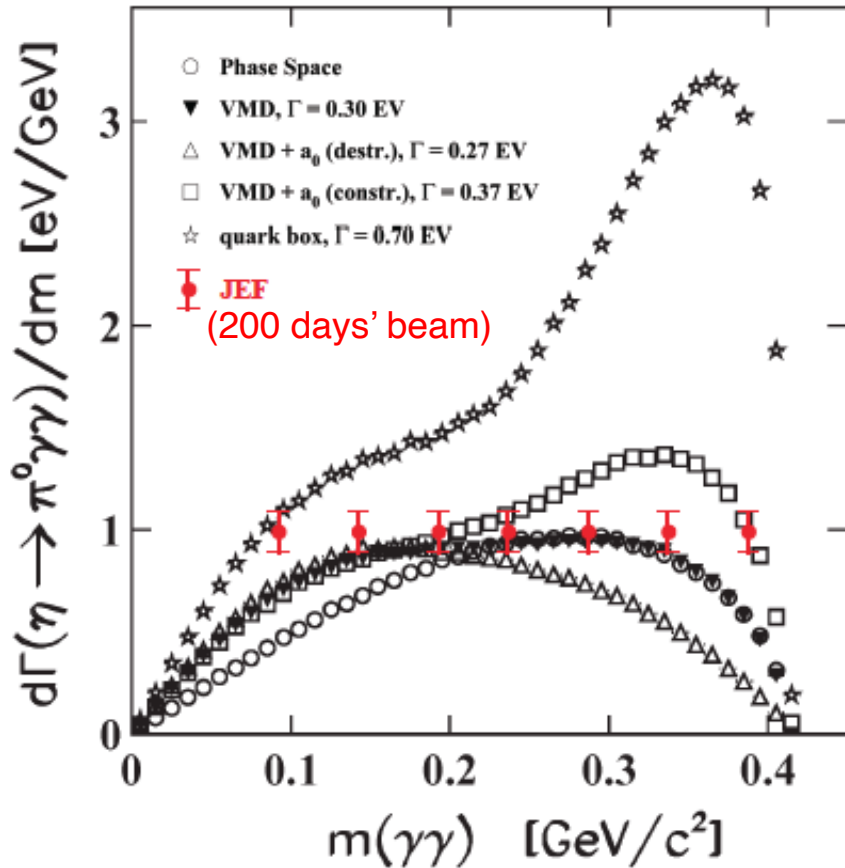 dΓ(η → π⁰γγ)/dm [eV/GeV]
3
2
1
0
Phase Space
VMD, Γ = 0.30 EV
VMD + a₀ (destr.), Γ = 0.27 EV
VMD + a₀ (constr.), Γ = 0.37 EV
quark box, Γ = 0.70 EV
JEF
(200 days’ beam)
0 0.1 0.2 0.3 0.4
m(γγ) [GeV/c²]